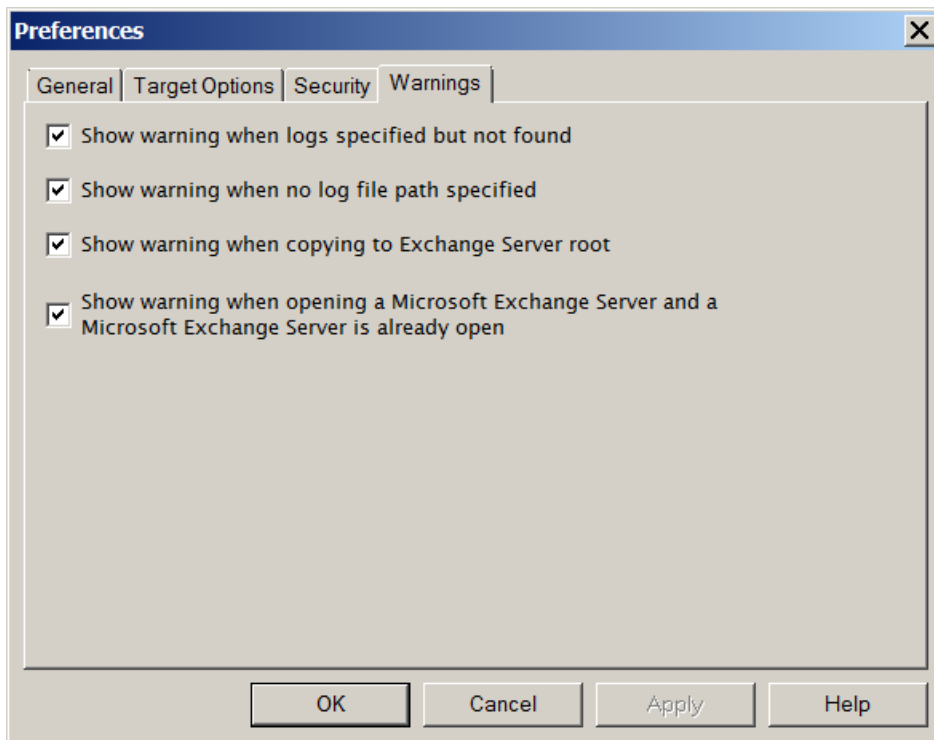 Preferences
General
Target Options
Security
Warnings
Show warning when logs specified but not found
Show warning when no log file path specified
Show warning when copying to Exchange Server root
Show warning when opening a Microsoft Exchange Server and a
Microsoft Exchange Server is already open
OK
Cancel
Apply
Help